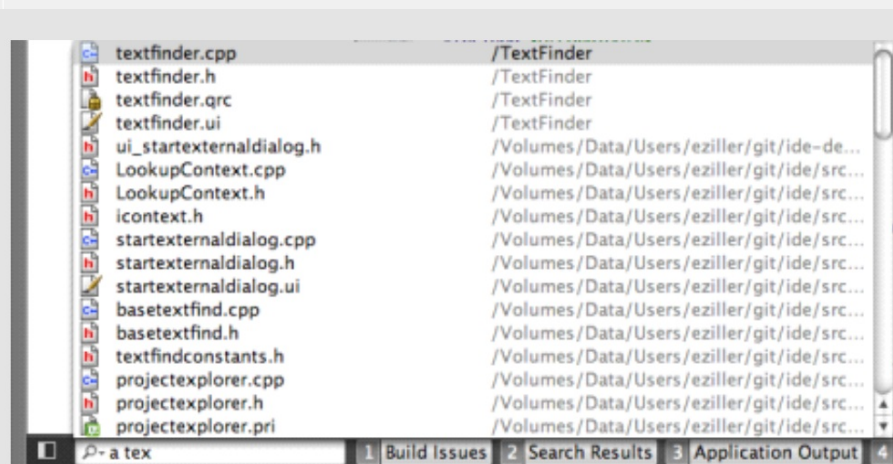 textfinder.cpp /TextFinder
textfinder.h /TextFinder
textfinder.qrc /TextFinder
textfinder.ui /TextFinder
ui_startexternaldialog.h /Volumes/Data/Users/eziller/git/ide-de...
LookupContext.cpp /Volumes/Data/Users/eziller/git/ide/src...
LookupContext.h /Volumes/Data/Users/eziller/git/ide/src...
icontext.h /Volumes/Data/Users/eziller/git/ide/src...
startexternaldialog.cpp /Volumes/Data/Users/eziller/git/ide/src...
startexternaldialog.h /Volumes/Data/Users/eziller/git/ide/src...
startexternaldialog.ui /Volumes/Data/Users/eziller/git/ide/src...
basetextfind.cpp /Volumes/Data/Users/eziller/git/ide/src...
basetextfind.h /Volumes/Data/Users/eziller/git/ide/src...
textfindconstants.h /Volumes/Data/Users/eziller/git/ide/src...
projectexplorer.cpp /Volumes/Data/Users/eziller/git/ide/src...
projectexplorer.h /Volumes/Data/Users/eziller/git/ide/src...
projectexplorer.pri /Volumes/Data/Users/eziller/git/ide/src...
a tex 1 Build Issues 2 Search Results 3 Application Output 4